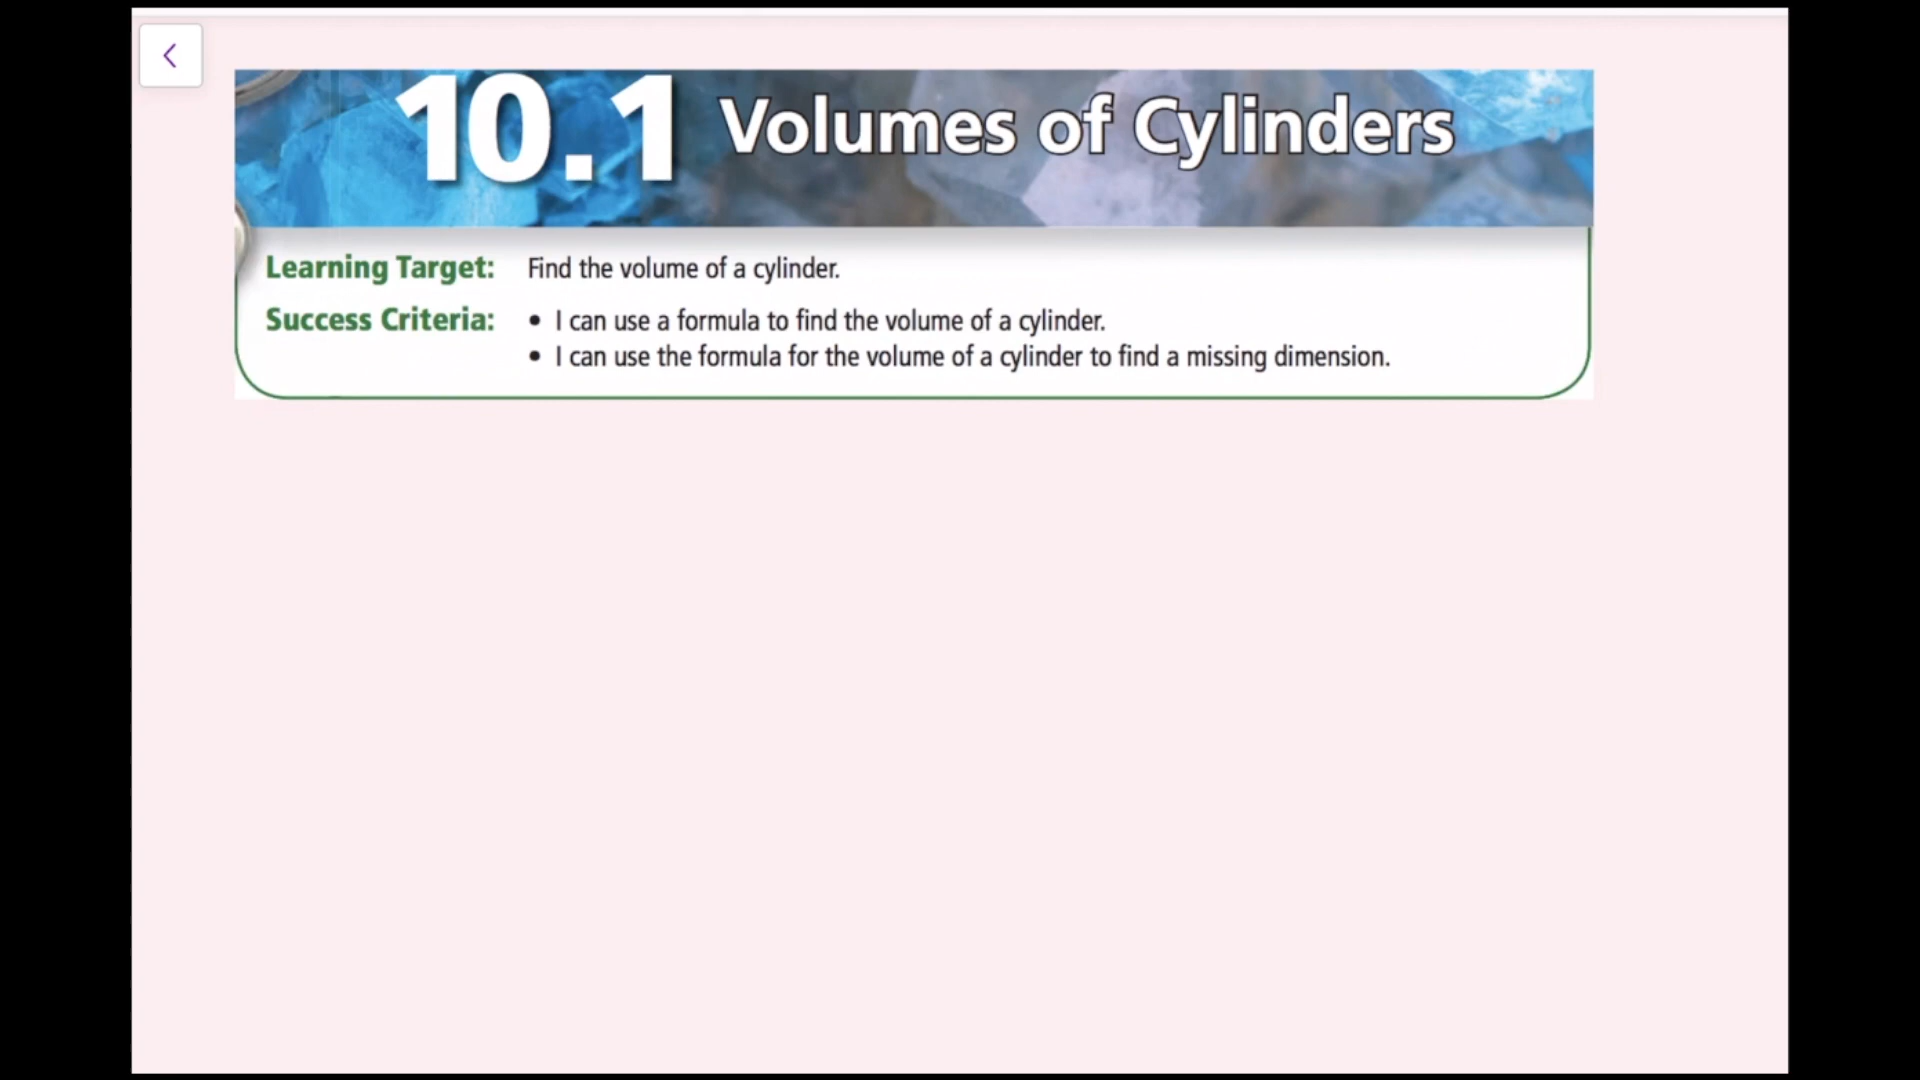 10.1 Volumes of Cylinders
Learning Target: Find the volume of a cylinder.
Success Criteria: • I can use a formula to find the volume of a cylinder.
• I can use the formula for the volume of a cylinder to find a missing dimension.